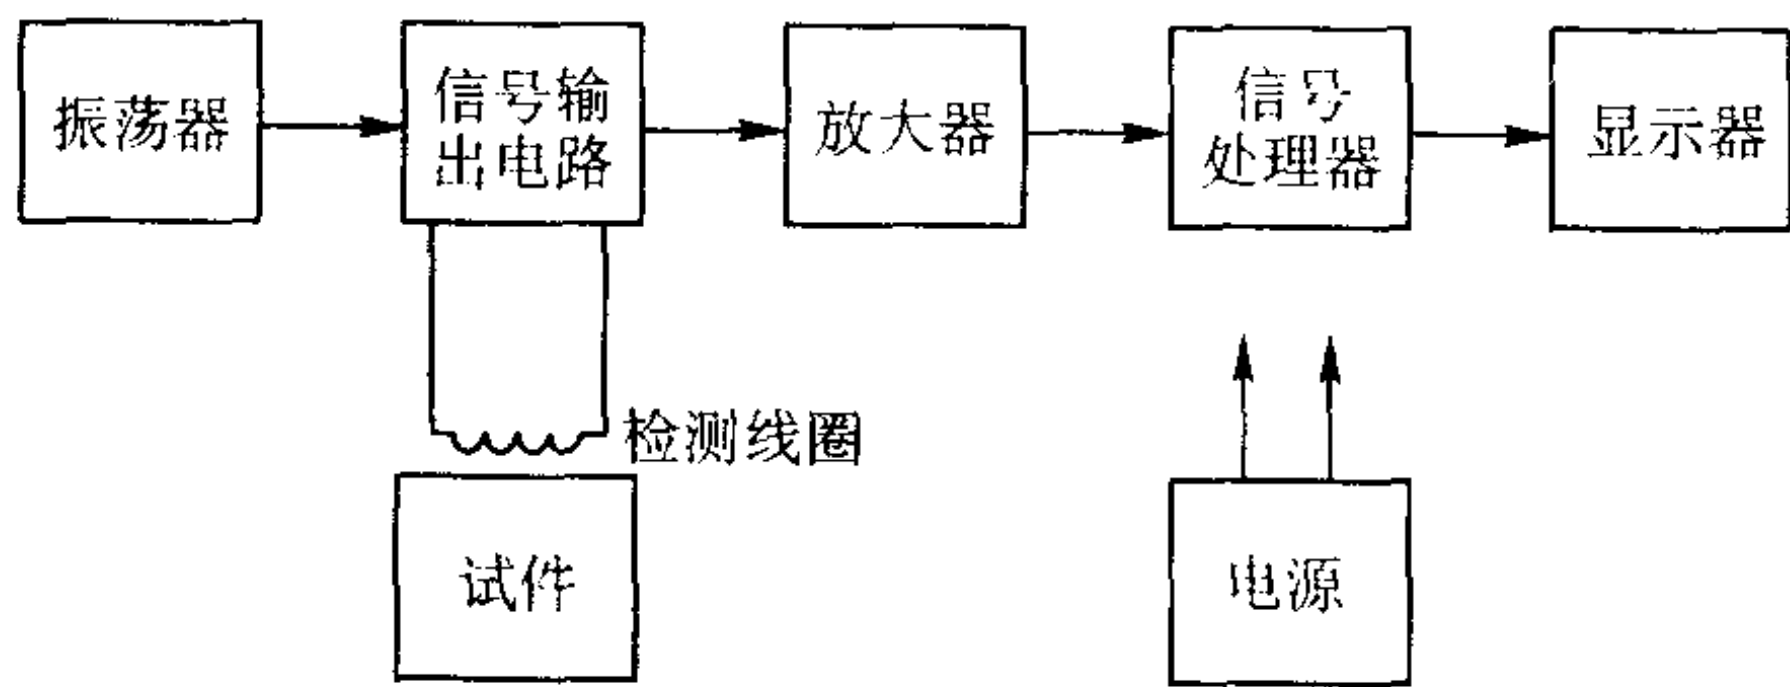 振荡器
信号输
出电路
放大器
信号
处理器
显示器
检测线圈
试件
电源